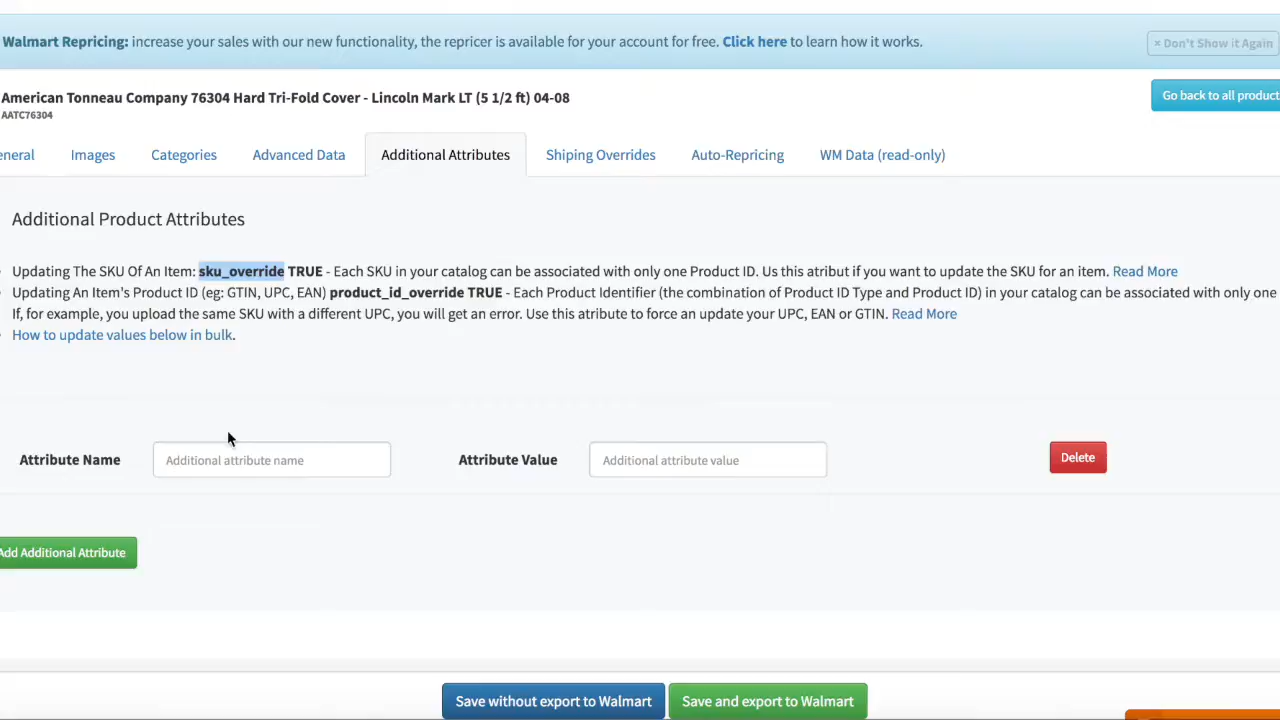 Walmart Repricing: increase your sales with our new functionality, the repricer is available for your account for free. Click here to learn how it works.
× Don't Show it Again
American Tonneau Company 76304 Hard Tri-Fold Cover - Lincoln Mark LT (5 1/2 ft) 04-08
AATC76304
Go back to all product
eneral
Images
Categories
Advanced Data
Additional Attributes
Shiping Overrides
Auto-Repricing
WM Data (read-only)
Additional Product Attributes
Updating The SKU Of An Item: sku_override TRUE - Each SKU in your catalog can be associated with only one Product ID. Us this atribut if you want to update the SKU for an item. Read More
Updating An Item's Product ID (eg: GTIN, UPC, EAN) product_id_override TRUE - Each Product Identifier (the combination of Product ID Type and Product ID) in your catalog can be associated with only one
If, for example, you upload the same SKU with a different UPC, you will get an error. Use this attribute to force an update your UPC, EAN or GTIN. Read More
How to update values below in bulk.
Attribute Name
Additional attribute name
Attribute Value
Additional attribute value
Delete
Add Additional Attribute
Save without export to Walmart
Save and export to Walmart